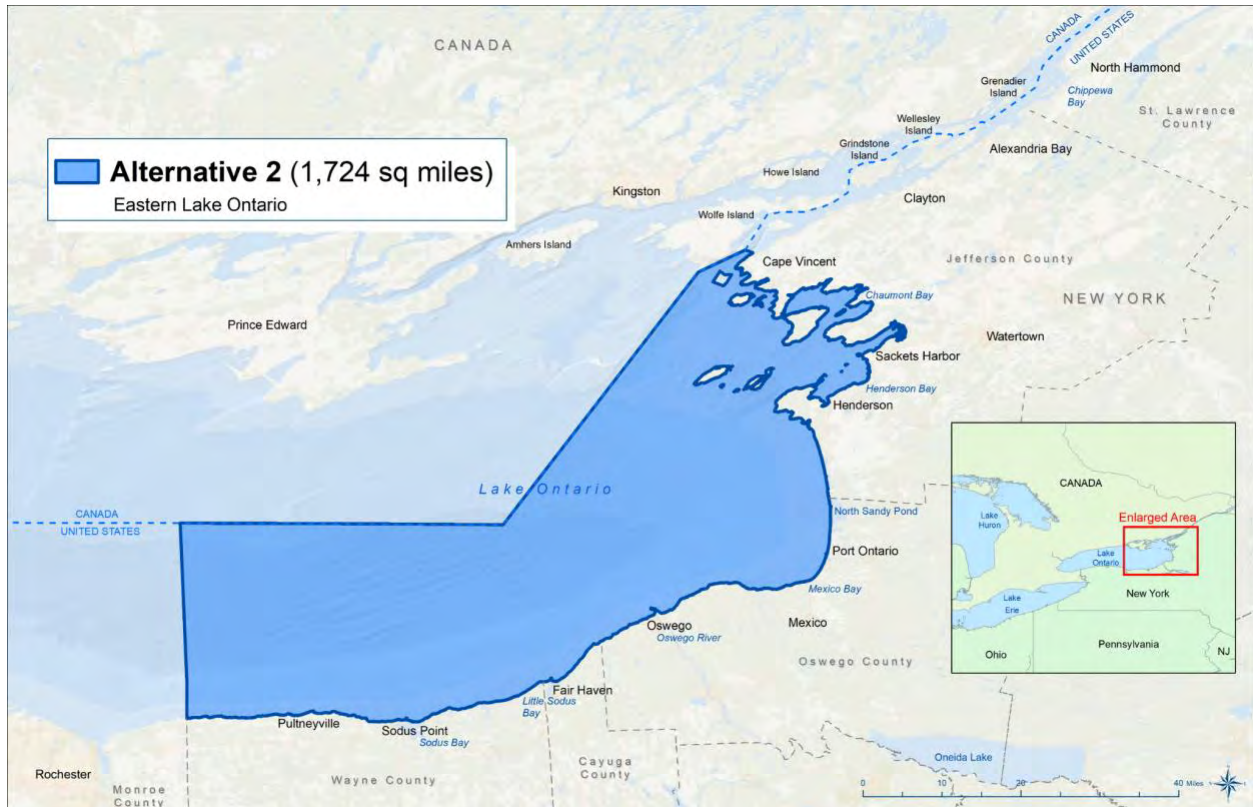 CANADA
CANADA
UNITED STATES
North Hammond
Grenadier
Island
Chippewa
Bay
St. Lawrence
County
Wellesley
Island
Grindstone
Island
Alexandria Bay
Alternative 2 (1,724 sq miles)
Eastern Lake Ontario
Howe Island
Kingston
Clayton
Wolfe Island
Amhers Island
Cape Vincent
Jefferson County
Chaumont Bay
NEW YORK
Prince Edward
Watertown
Sackets Harbor
Henderson Bay
Henderson
Lake Ontario
CANADA
UNITED STATES
North Sandy Pond
Port Ontario
Mexico Bay
Oswego
Oswego River
Mexico
Oswego County
Fair Haven
Little Sodus
Bay
Pultneyville
Sodus Point
Sodus Bay
Cayuga
County
Wayne County
Rochester
Monroe
County
Oneida Lake
0 10 20 40 Miles
N
CANADA
Lake
Huron
Enlarged Area
Lake
Ontario
New York
Lake
Erie
Pennsylvania
Ohio
NJ